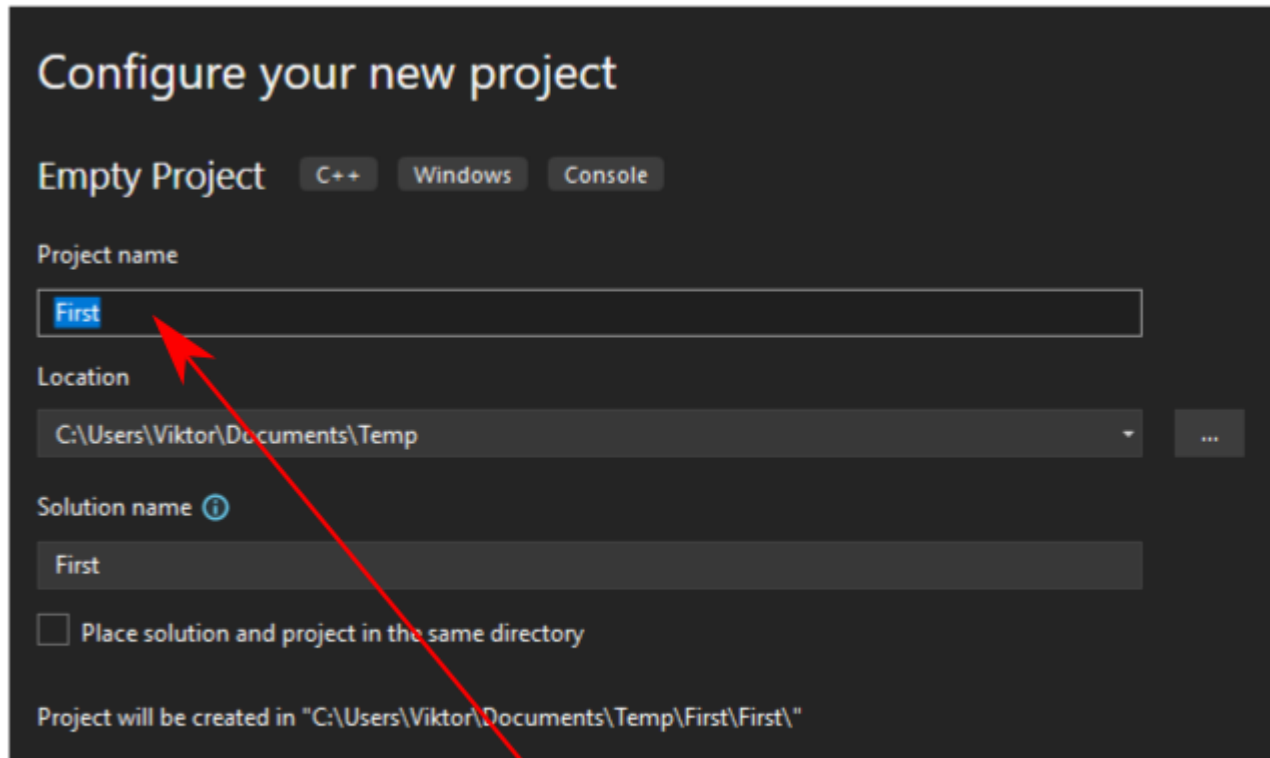 Configure your new project
Empty Project C++ Windows Console
Project name
First
Location
C:\Users\Viktor\Documents\Temp ...
Solution name
First
Place solution and project in the same directory
Project will be created in "C:\Users\Viktor\Documents\Temp\First\First\"